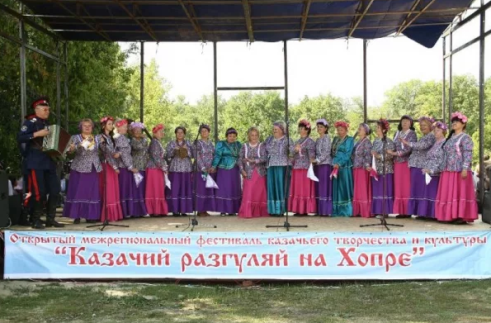 Открытый межрегиональный фестиваль казачьего творчества и культуры
"Казачий разгуляй на Хопре"